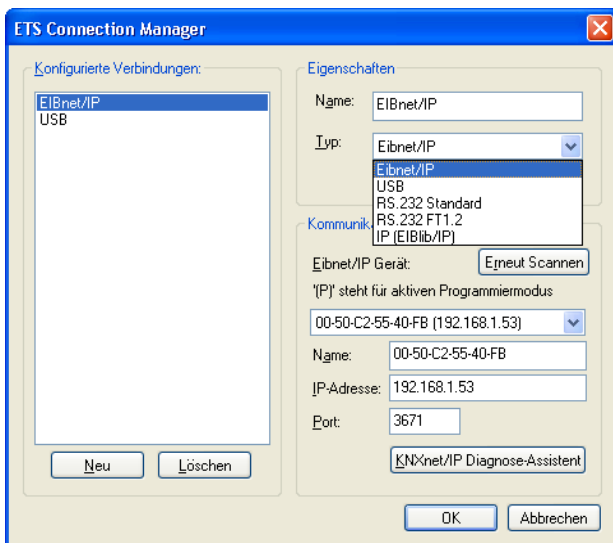 ETS Connection Manager
Konfigurierte Verbindungen:
EIBnet/IP
USB
Neu
Löschen
Eigenschaften
Name:
EIBnet/IP
Typ:
Eibnet/IP
Eibnet/IP
USB
RS.232 Standard
RS.232 FT1.2
IP (EIBlib/IP)
Kommunik
Eibnet/IP Gerät:
Erneut Scannen
'(P)' steht für aktiven Programmiermodus
00-50-C2-55-40-FB (192.168.1.53)
Name:
00-50-C2-55-40-FB
IP-Adresse:
192.168.1.53
Port:
3671
KNXnet/IP Diagnose-Assistent
OK
Abbrechen